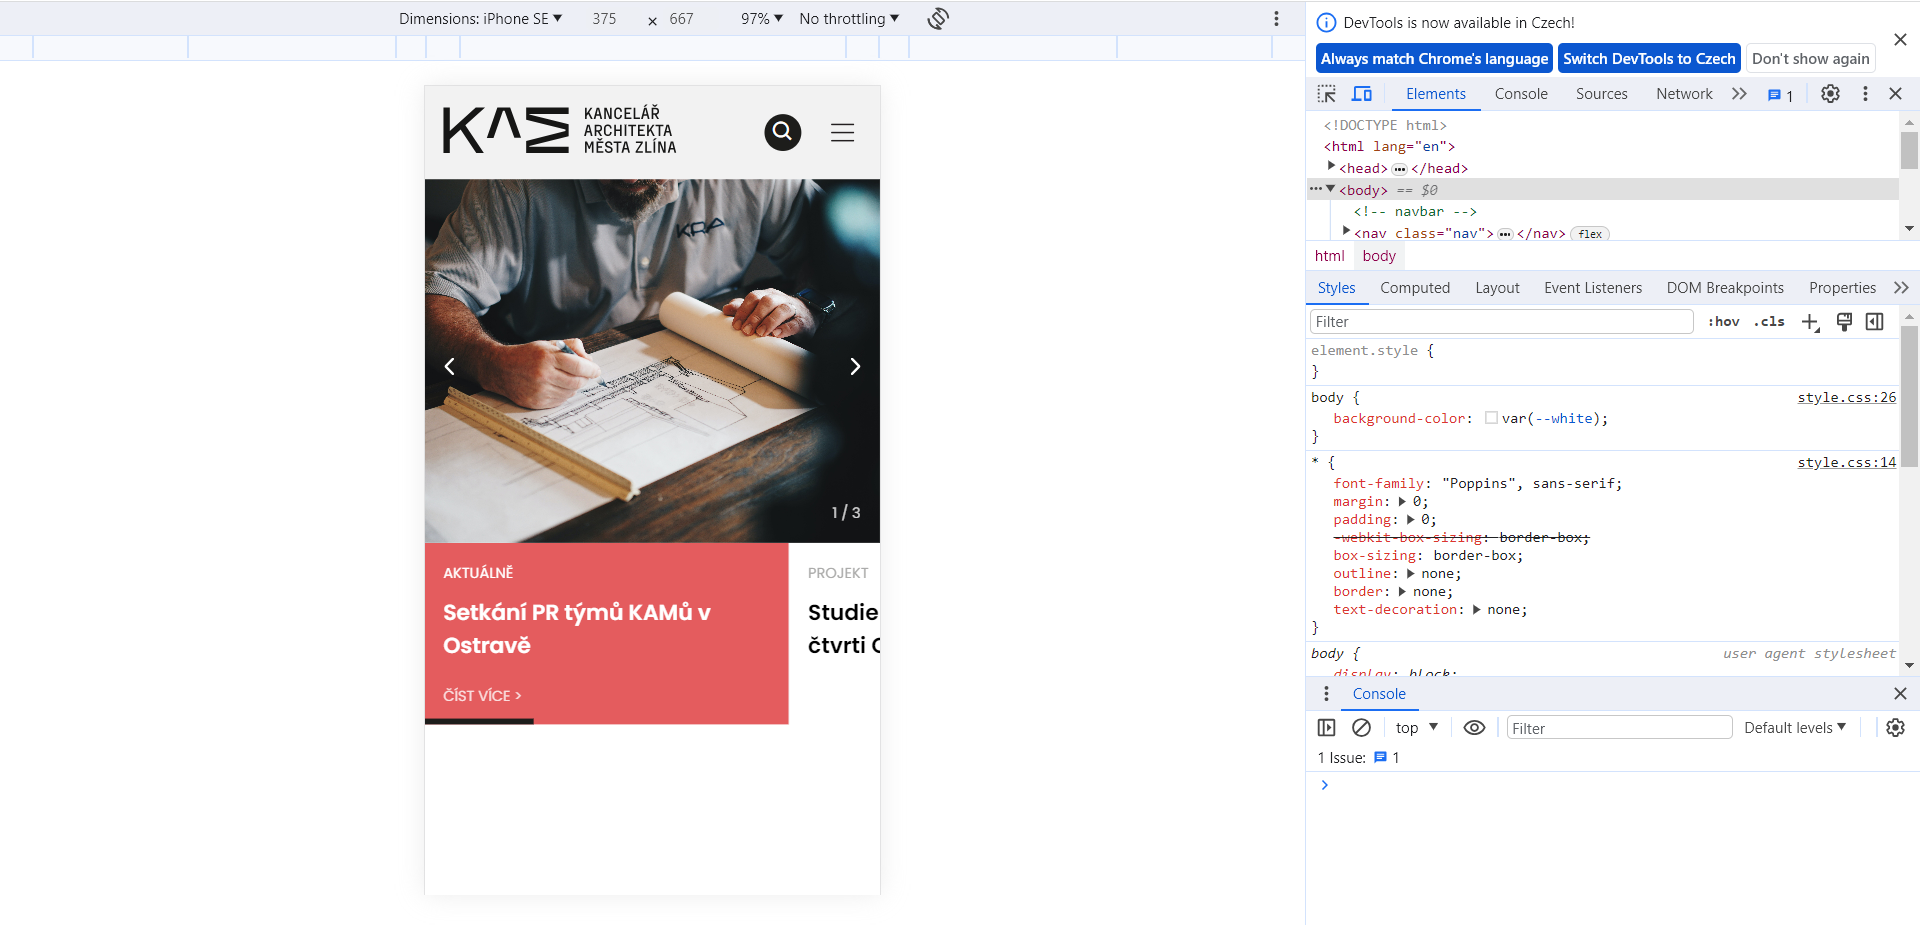 Dimensions: iPhone SE ▼ 375 × 667 97% ▼ No throttling ▼
KAM KANCELÁŘ
ARCHITEKTA
MĚSTA ZLÍNA
KRA
1 / 3
AKTUÁLNĚ
Setkání PR týmů KAMů v
Ostravě
ČÍST VÍCE >
PROJEKT
Studie
čtvrti
DevTools is now available in Czech!
Always match Chrome's language Switch DevTools to Czech Don't show again
Elements Console Sources Network 1
<!DOCTYPE html>
<html lang="en">
<head> ••• </head>
••• <body> == $0
<!-- navbar -->
<nav class="nav"> ••• </nav> flex
html body
Styles Computed Layout Event Listeners DOM Breakpoints Properties
Filter :hov .cls
element.style {
}
body { style.css:26
background-color: var(--white);
}
* { style.css:14
font-family: "Poppins", sans-serif;
margin: 0;
padding: 0;
-webkit-box-sizing: border-box;
box-sizing: border-box;
outline: none;
border: none;
text-decoration: none;
}
body { user agent stylesheet
display: block;
Console
top ▼ Filter Default levels ▼
1 Issue: 1
>